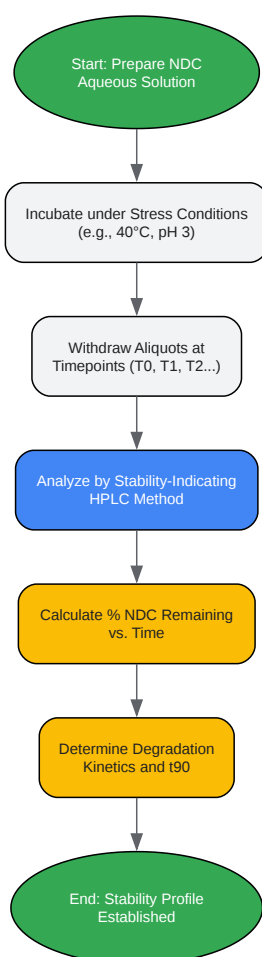 Start: Prepare NDC
Aqueous Solution
Incubate under Stress Conditions
(e.g., 40°C, pH 3)
Withdraw Aliquots at
Timepoints (T0, T1, T2...)
Analyze by Stability-Indicating
HPLC Method
Calculate % NDC Remaining
vs. Time
Determine Degradation
Kinetics and t90
End: Stability Profile
Established